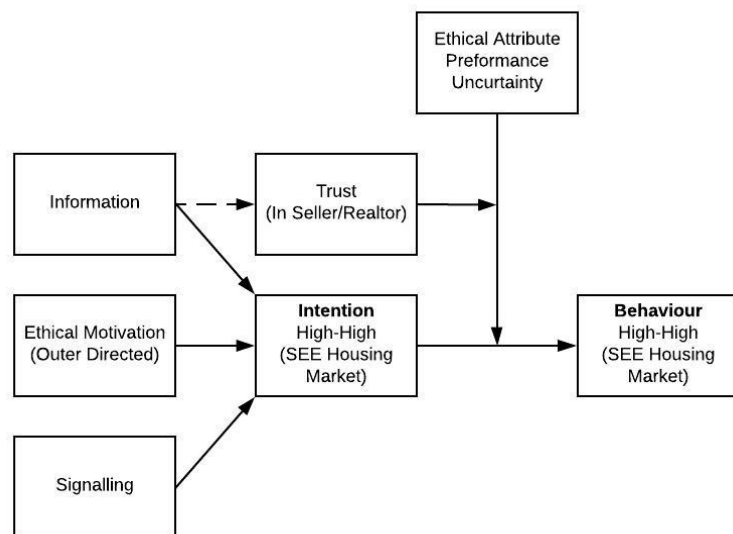 Ethical Attribute
Preformance
Uncurtainty
Information
Trust
(In Seller/Realtor)
Ethical Motivation
(Outer Directed)
Intention
High-High
(SEE Housing
Market)
Behaviour
High-High
(SEE Housing
Market)
Signalling